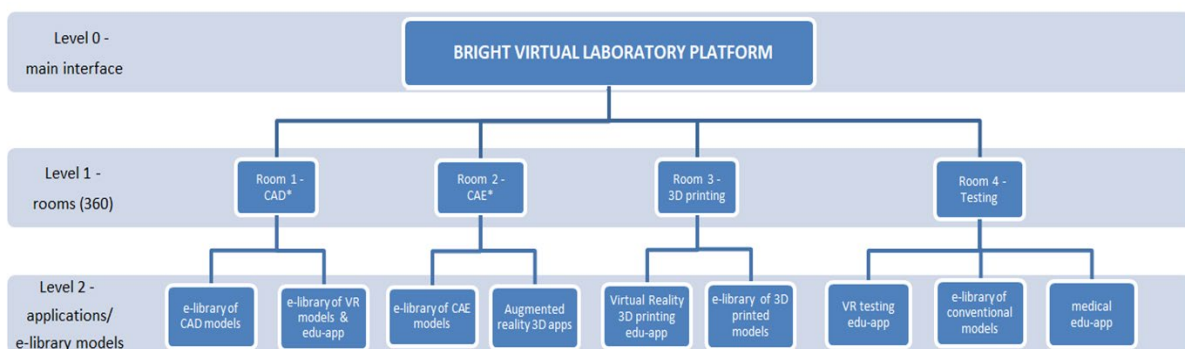 Level 0 -
main interface
BRIGHT VIRTUAL LABORATORY PLATFORM
Level 1 -
rooms (360)
Room 1 -
CAD*
Room 2 -
CAE*
Room 3 -
3D printing
Room 4 -
Testing
Level 2 -
applications/
e-library models
e-library of
CAD models
e-library of VR
models &
edu-app
e-library of CAE
models
Augmented
reality 3D apps
Virtual Reality
3D printing
edu-app
e-library of 3D
printed
models
VR testing
edu-app
e-library of
conventional
models
medical
edu-app